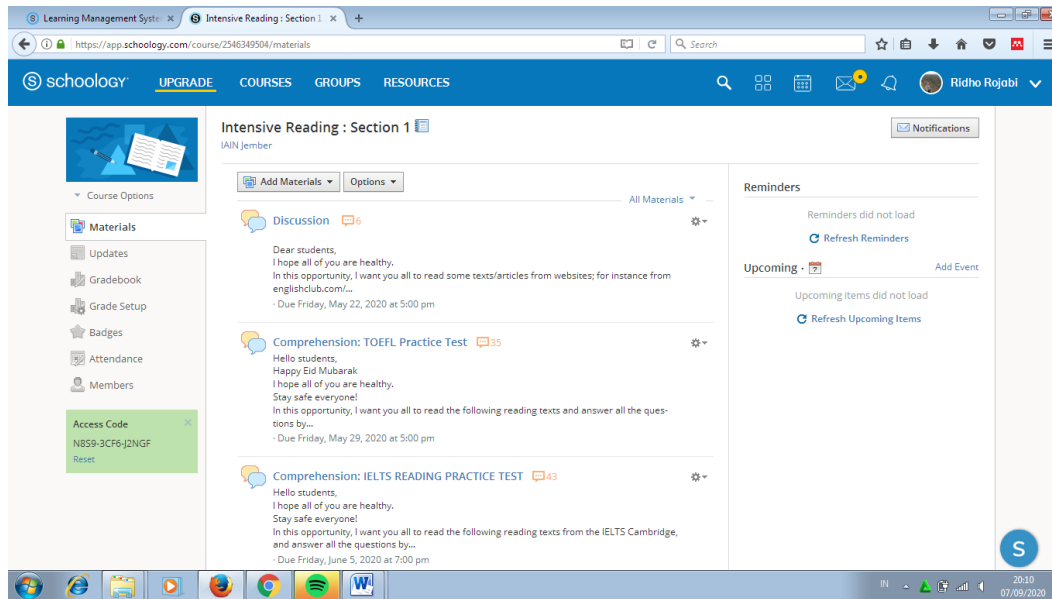 Learning Management Syste
Intensive Reading : Section 1
https://app.schoology.com/course/2546349504/materials
Search
schoology
UPGRADE
COURSES
GROUPS
RESOURCES
Ridho Rojabi
Course Options
Materials
Updates
Gradebook
Grade Setup
Badges
Attendance
Members
Access Code
N8S9-3CF6-J2NGF
Reset
Intensive Reading : Section 1
IAIN Jember
Notifications
Add Materials
Options
All Materials
Discussion 6
Dear students,
I hope all of you are healthy.
In this opportunity, I want you all to read some texts/articles from websites; for instance from
englishclub.com/...
· Due Friday, May 22, 2020 at 5:00 pm
Comprehension: TOEFL Practice Test 35
Hello students,
Happy Eid Mubarak
I hope all of you are healthy.
Stay safe everyone!
In this opportunity, I want you all to read the following reading texts and answer all the ques-
tions by...
· Due Friday, May 29, 2020 at 5:00 pm
Comprehension: IELTS READING PRACTICE TEST 43
Hello students,
I hope all of you are healthy.
Stay safe everyone!
In this opportunity, I want you all to read the following reading texts from the IELTS Cambridge,
and answer all the questions by...
· Due Friday, June 5, 2020 at 7:00 pm
Reminders
Reminders did not load
Refresh Reminders
Upcoming · ?
Add Event
Upcoming items did not load
Refresh Upcoming Items
S
IN
20:10
07/09/2020